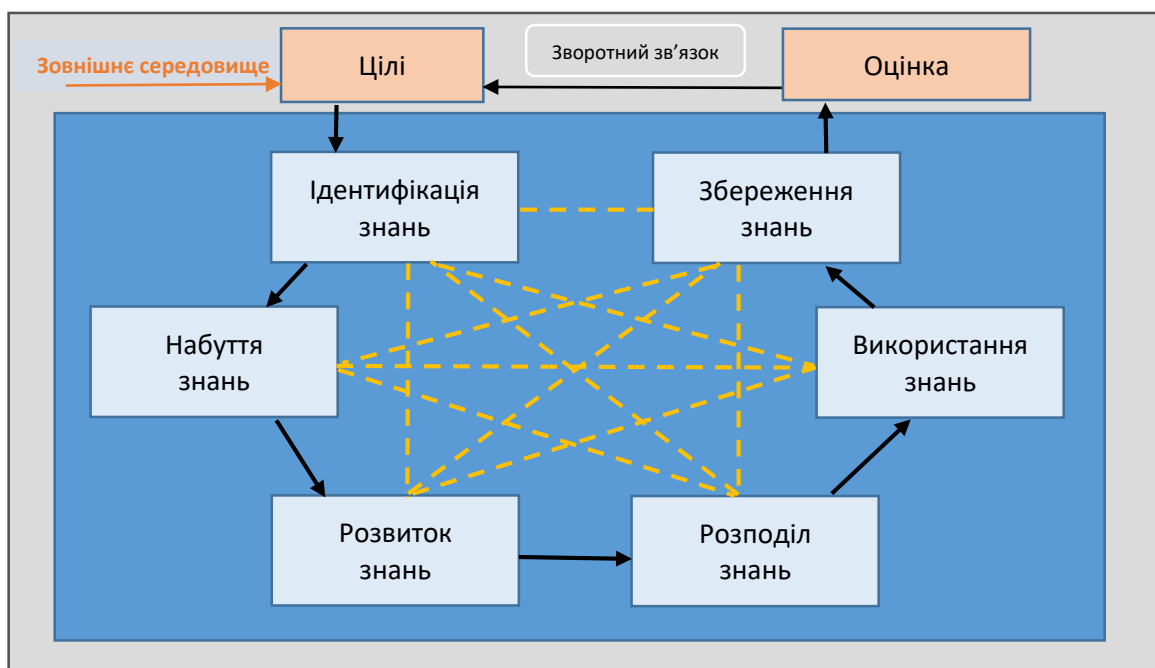 Зовнішнє середовище
Цілі
Зворотний зв’язок
Оцінка
Ідентифікація
знань
Збереження
знань
Набуття
знань
Використання
знань
Розвиток
знань
Розподіл
знань